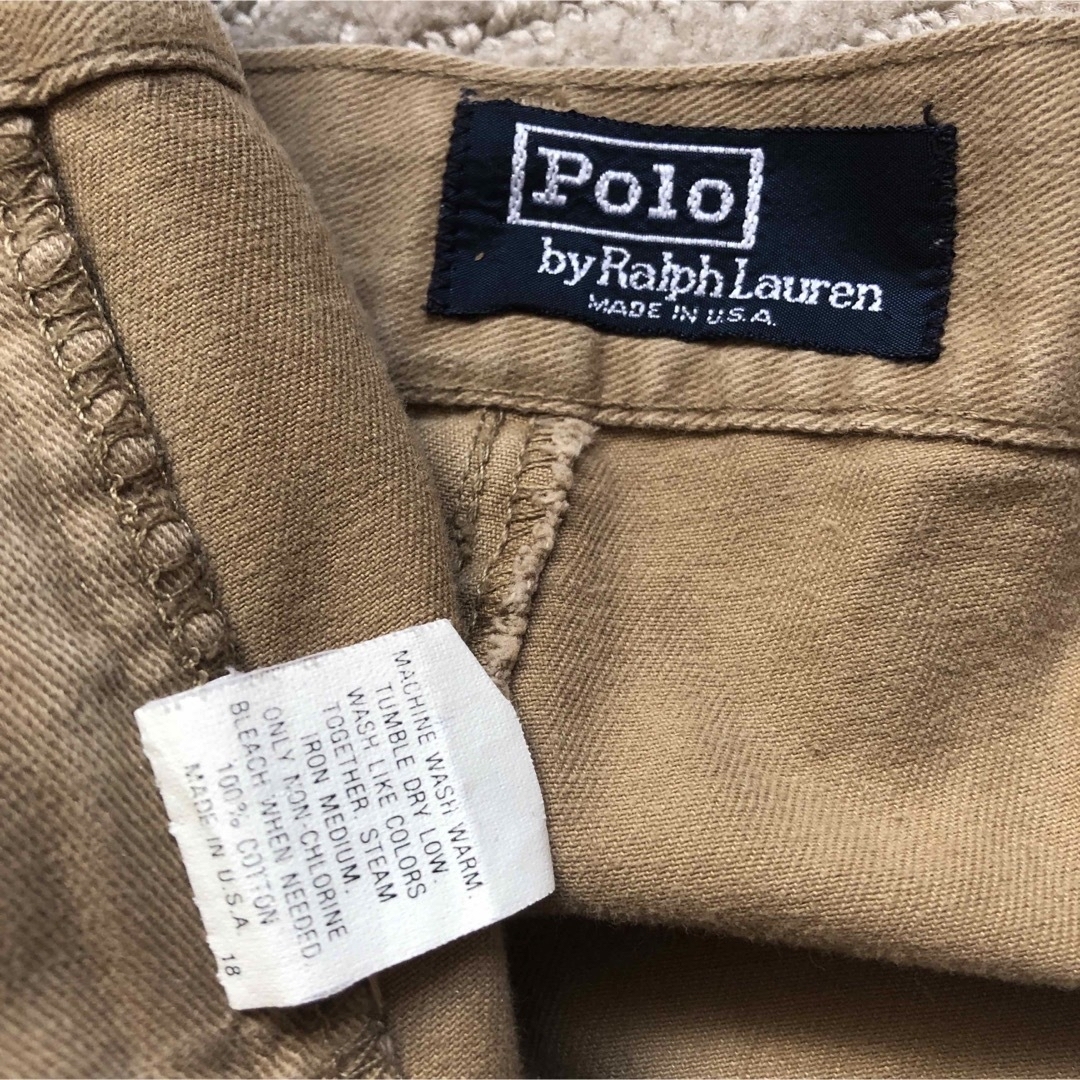 Polo
by Ralph Lauren
MADE IN U.S.A.
MACHINE WASH WARM.
TUMBLE DRY LOW.
WASH LIKE COLORS
TOGETHER. STEAM
IRON MEDIUM.
ONLY NON-CHLORINE
BLEACH WHEN NEEDED
100% COTTON
MADE IN U.S.A. 18